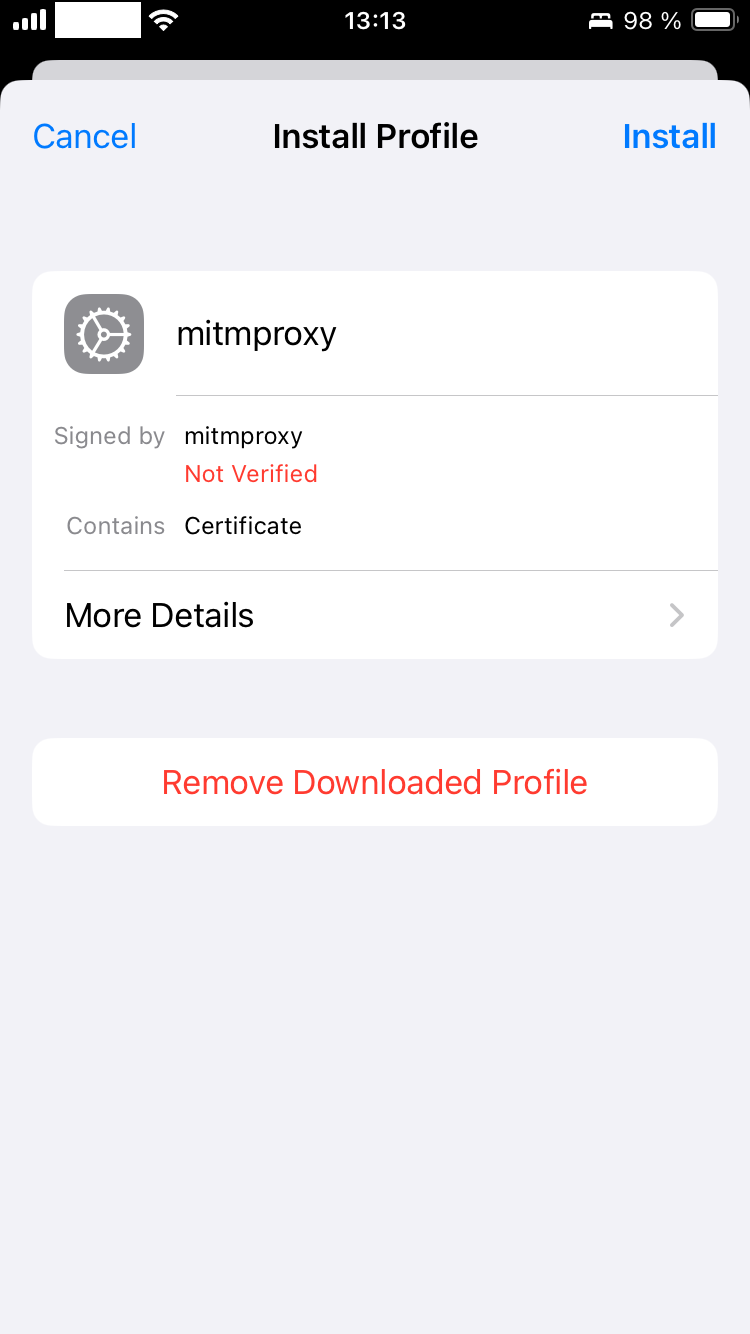 13:13 98 %
Cancel Install Profile Install
mitmproxy
Signed by mitmproxy
Not Verified
Contains Certificate
More Details
Remove Downloaded Profile